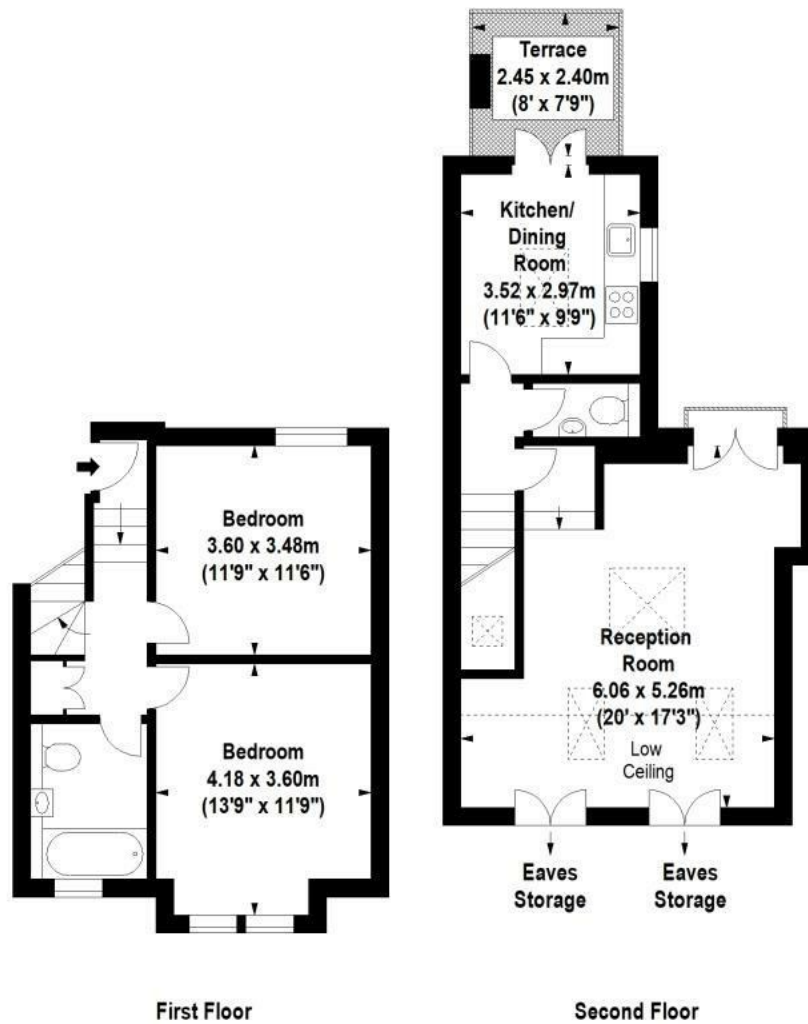 Terrace
2.45 x 2.40m
(8' x 7'9")
Kitchen/
Dining
Room
3.52 x 2.97m
(11'6" x 9'9")
Bedroom
3.60 x 3.48m
(11'9" x 11'6")
Reception
Room
6.06 x 5.26m
(20' x 17'3")
Low
Ceiling
Bedroom
4.18 x 3.60m
(13'9" x 11'9")
Eaves
Storage
Eaves
Storage
First Floor
Second Floor